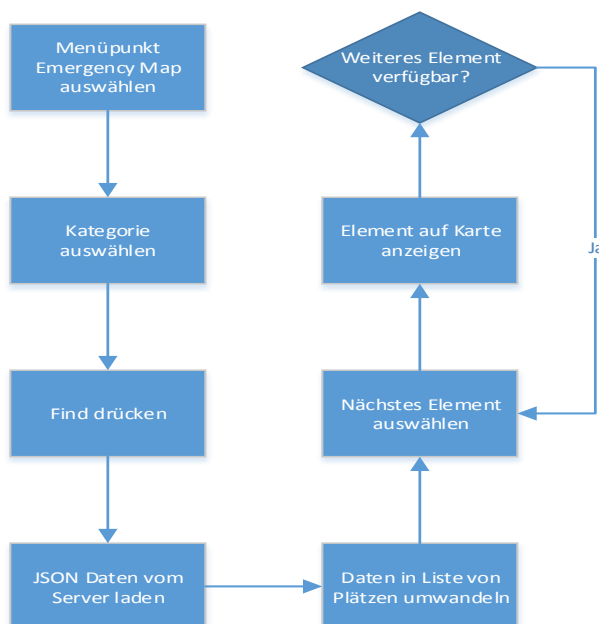 Menüpunkt
Emergency Map
auswählen
Kategorie
auswählen
Find drücken
JSON Daten vom
Server laden
Daten in Liste von
Plätzen umwandeln
Nächstes Element
auswählen
Element auf Karte
anzeigen
Weiteres Element
verfügbar?
Ja